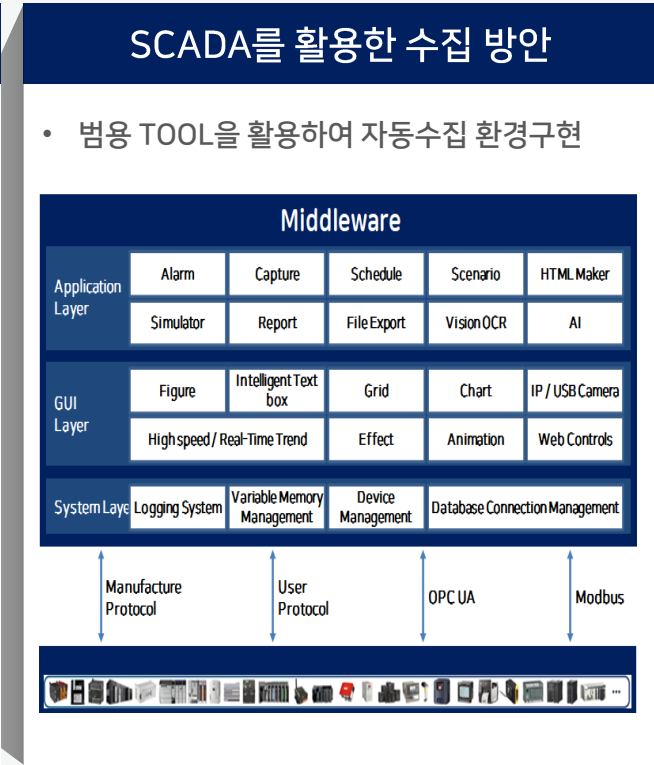 SCADA를 활용한 수집 방안
• 범용 TOOL을 활용하여 자동수집 환경구현
Middleware
Application
Layer
Alarm
Capture
Schedule
Scenario
HTML Maker
Simulator
Report
File Export
Vision OCR
AI
GUI
Layer
Figure
Intelligent Text
box
Grid
Chart
IP / USB Camera
High speed / Real-Time Trend
Effect
Animation
Web Controls
System Laye
Logging System
Variable Memory
Management
Device
Management
Database Connection Management
Manufacture
Protocol
User
Protocol
OPC UA
Modbus
...